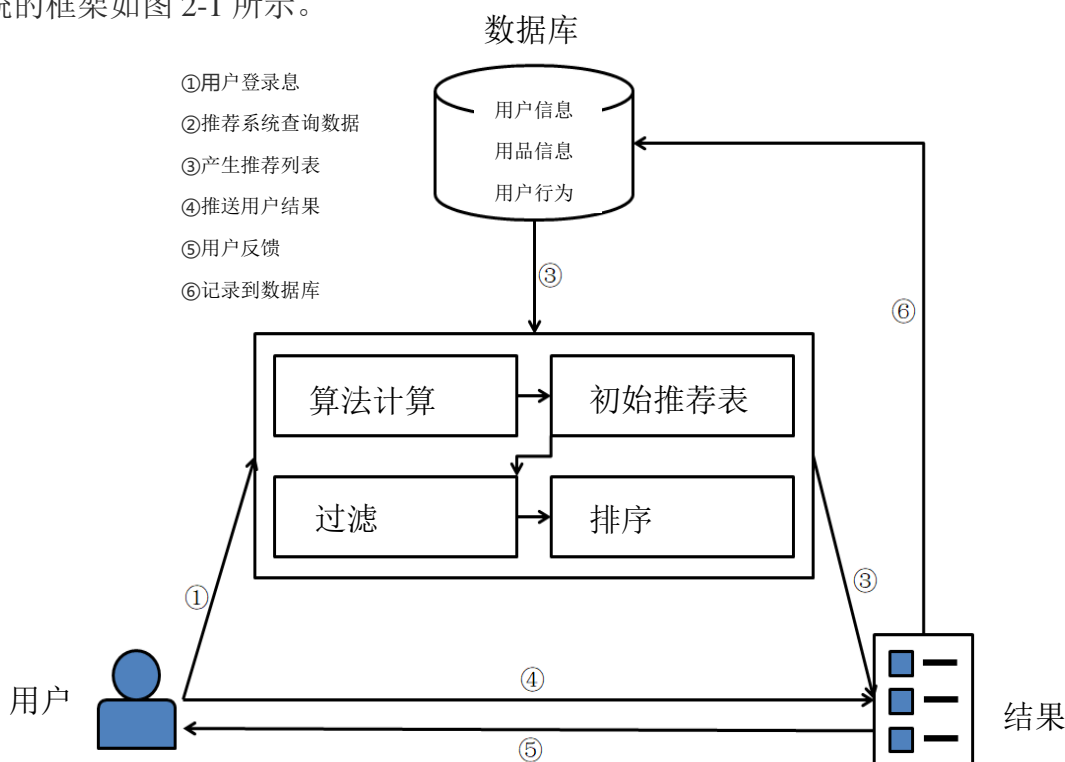 统的框架如图 2-1 所示。
数据库
①用户登录息
②推荐系统查询数据
③产生推荐列表
④推送用户结果
⑤用户反馈
⑥记录到数据库
用户信息
用品信息
用户行为
③
⑥
算法计算
初始推荐表
过滤
排序
①
③
④
用户
结果
⑤